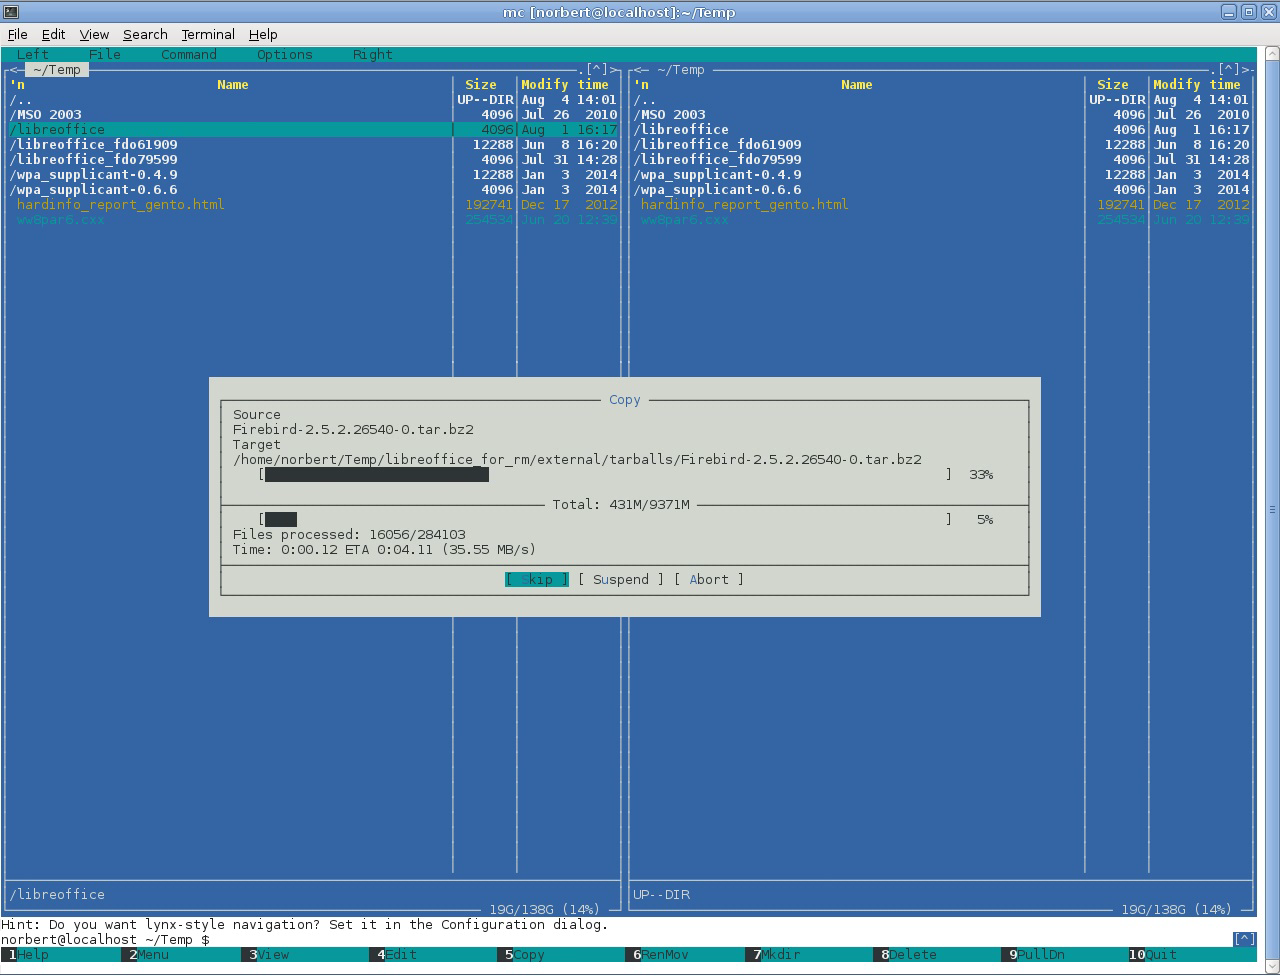 mc [norbert@localhost]:~/Temp
File Edit View Search Terminal Help
Left File Command Options Right
<─ ~/Temp .[^]> <─ ~/Temp .[^]>
'n Name Size Modify time 'n Name Size Modify time
/.. UP--DIR Aug 4 14:01 /.. UP--DIR Aug 4 14:01
/MSO 2003 4096 Jul 26 2010 /MSO 2003 4096 Jul 26 2010
/libreoffice 4096 Aug 1 16:17 /libreoffice 4096 Aug 1 16:17
/libreoffice_fdo61909 12288 Jun 8 16:20 /libreoffice_fdo61909 12288 Jun 8 16:20
/libreoffice_fdo79599 4096 Jul 31 14:28 /libreoffice_fdo79599 4096 Jul 31 14:28
/wpa_supplicant-0.4.9 12288 Jan 3 2014 /wpa_supplicant-0.4.9 12288 Jan 3 2014
/wpa_supplicant-0.6.6 4096 Jan 3 2014 /wpa_supplicant-0.6.6 4096 Jan 3 2014
hardinfo_report_gento.html 192741 Dec 17 2012 hardinfo_report_gento.html 192741 Dec 17 2012
ww8par6.cxx 254534 Jun 20 12:39 ww8par6.cxx 254534 Jun 20 12:39
Copy
Source
Firebird-2.5.2.26540-0.tar.bz2
Target
/home/norbert/Temp/libreoffice_for_rm/external/tarballs/Firebird-2.5.2.26540-0.tar.bz2
[ ] 33%
Total: 431M/9371M
[ ] 5%
Files processed: 16056/284103
Time: 0:00.12 ETA 0:04.11 (35.55 MB/s)
[ Skip ] [ Suspend ] [ Abort ]
/libreoffice UP--DIR
19G/138G (14%) 19G/138G (14%)
Hint: Do you want lynx-style navigation? Set it in the Configuration dialog.
norbert@localhost ~/Temp $ [^]
1Help 2Menu 3View 4Edit 5Copy 6RenMov 7Mkdir 8Delete 9PullDn 10Quit